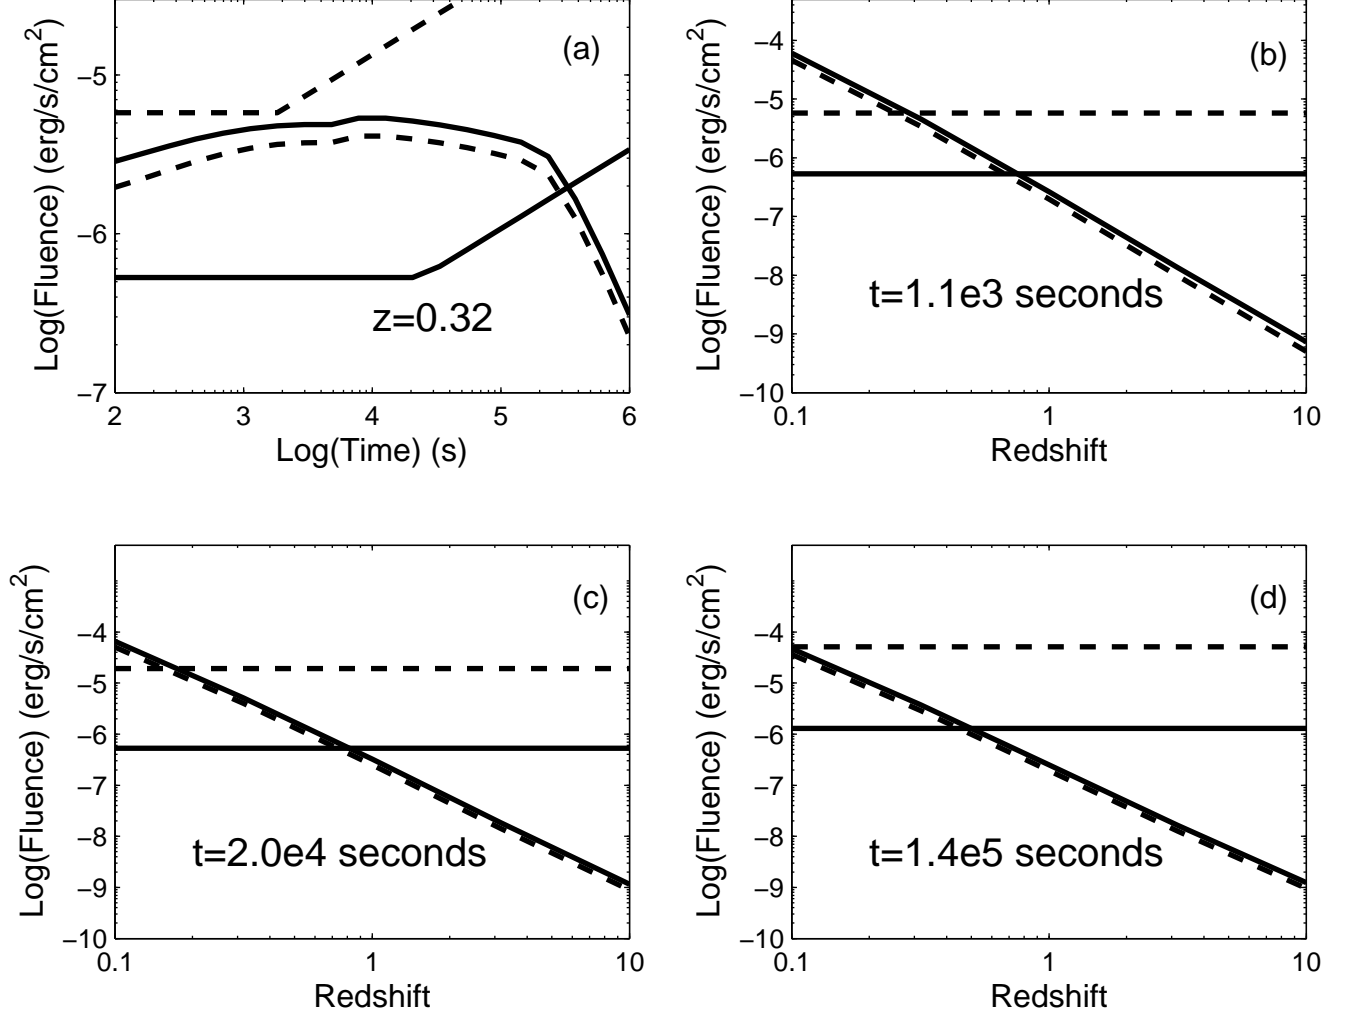 Log(Fluence) (erg/s/cm²)
(a)
−5
−6
−7
z=0.32
2 3 4 5 6
Log(Time) (s)
Log(Fluence) (erg/s/cm²)
(b)
−4
−5
−6
−7
−8
−9
−10
t=1.1e3 seconds
0.1 1 10
Redshift
Log(Fluence) (erg/s/cm²)
(c)
−4
−5
−6
−7
−8
−9
−10
t=2.0e4 seconds
0.1 1 10
Redshift
Log(Fluence) (erg/s/cm²)
(d)
−4
−5
−6
−7
−8
−9
−10
t=1.4e5 seconds
0.1 1 10
Redshift